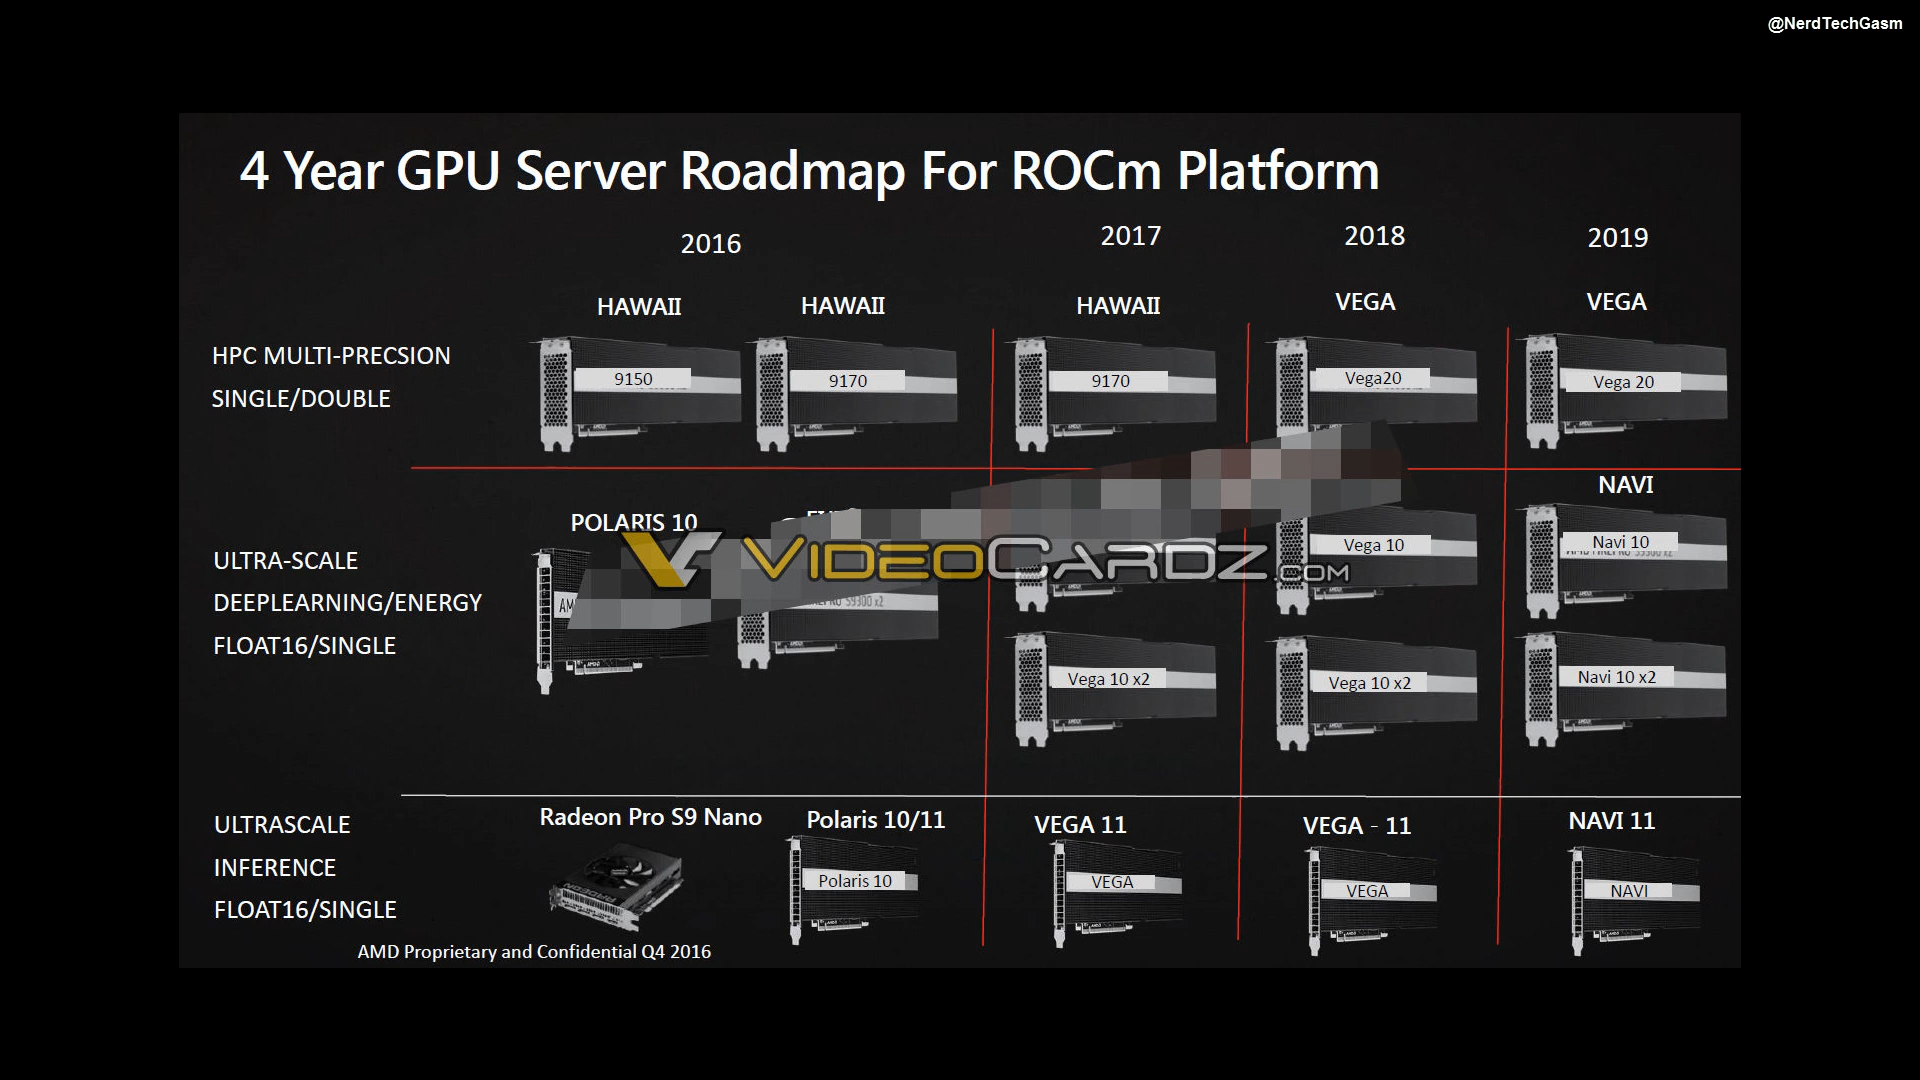 @NerdTechGasm
4 Year GPU Server Roadmap For ROCm Platform
2016
2017
2018
2019
HAWAII
HAWAII
HAWAII
VEGA
VEGA
HPC MULTI-PRECSION
SINGLE/DOUBLE
9150
9170
9170
Vega20
Vega 20
NAVI
POLARIS 10
ULTRA-SCALE
DEEPLEARNING/ENERGY
FLOAT16/SINGLE
VIDEOCARDZ.COM
Vega 10
Navi 10
S9300 x2
Vega 10 x2
Vega 10 x2
Navi 10 x2
Radeon Pro S9 Nano
Polaris 10/11
VEGA 11
VEGA - 11
NAVI 11
ULTRASCALE
INFERENCE
FLOAT16/SINGLE
RADEON
Polaris 10
VEGA
VEGA
NAVI
AMD Proprietary and Confidential Q4 2016